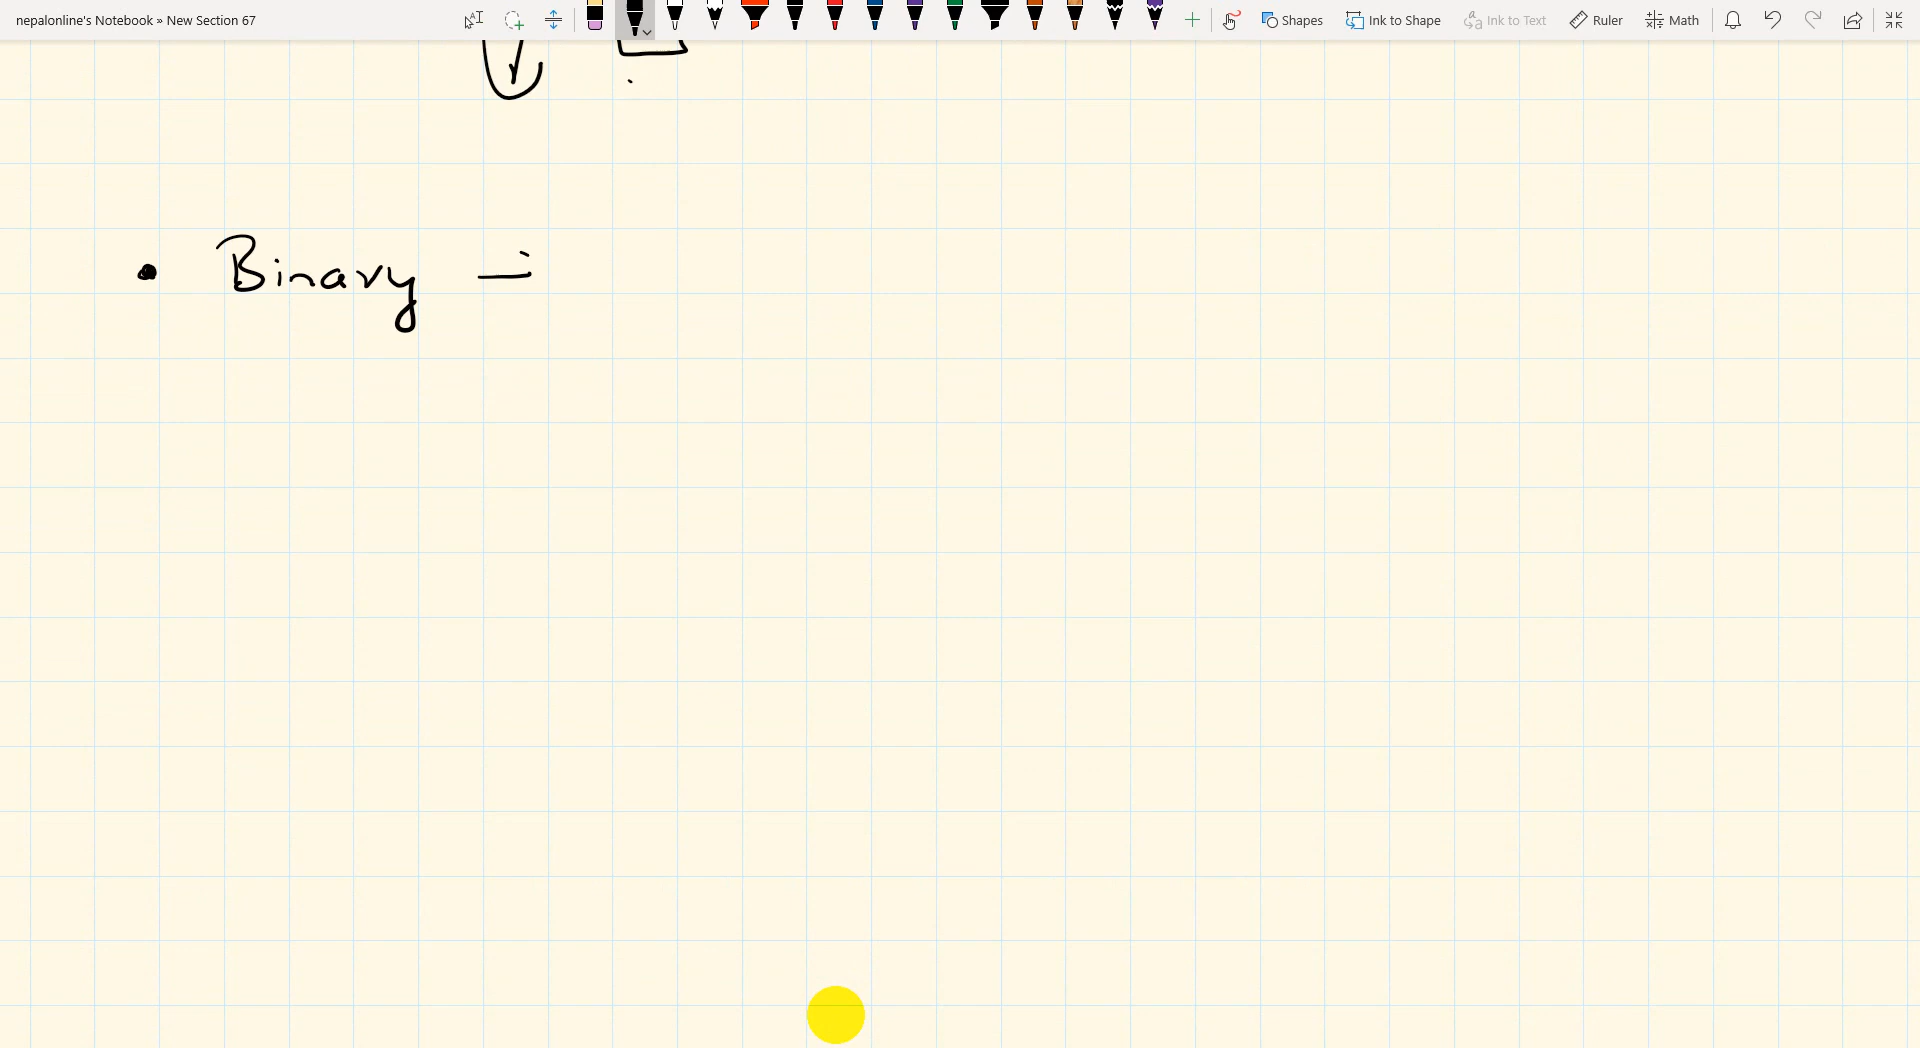 nepalonline's Notebook » New Section 67 Shapes Ink to Shape Ink to Text Ruler Math
• Binary →